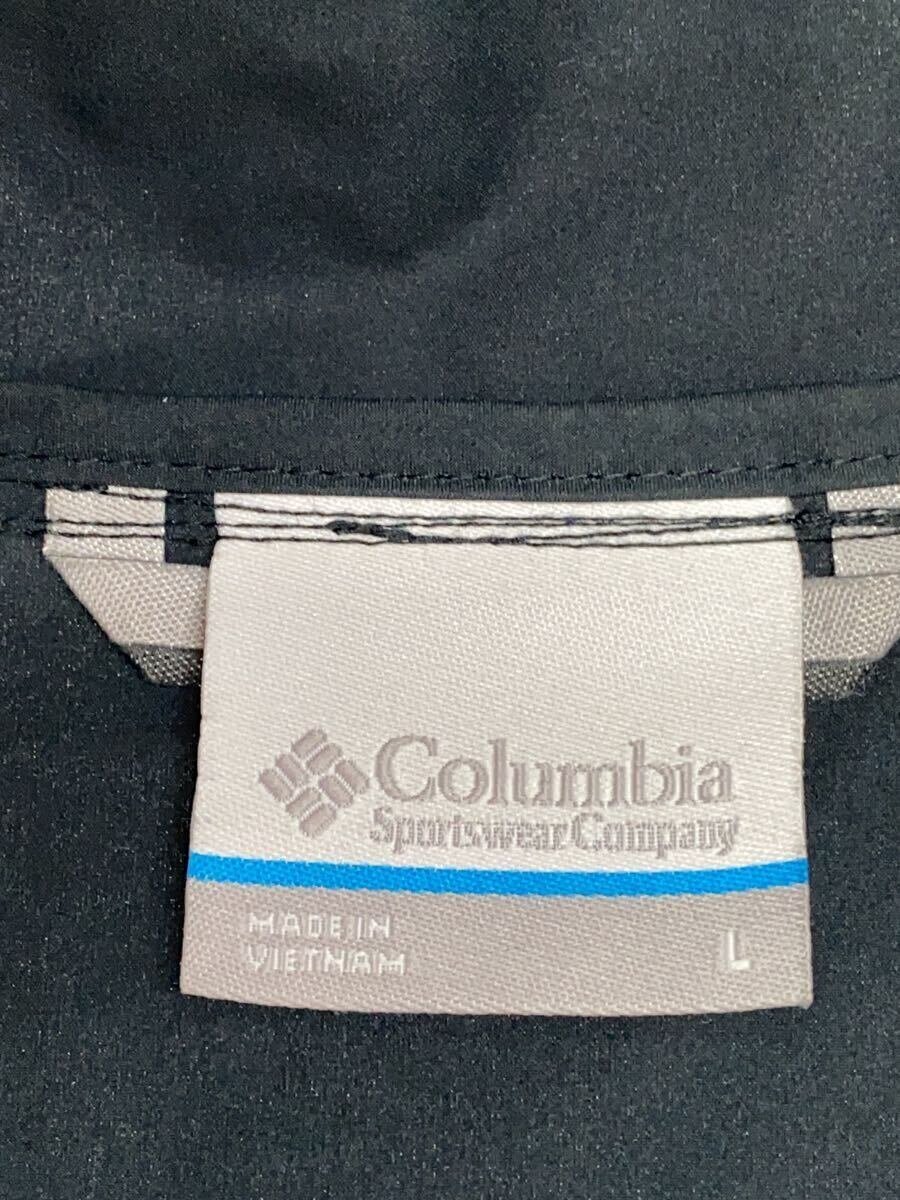 Columbia
Sportswear Company
MADE IN
VIETNAM
L